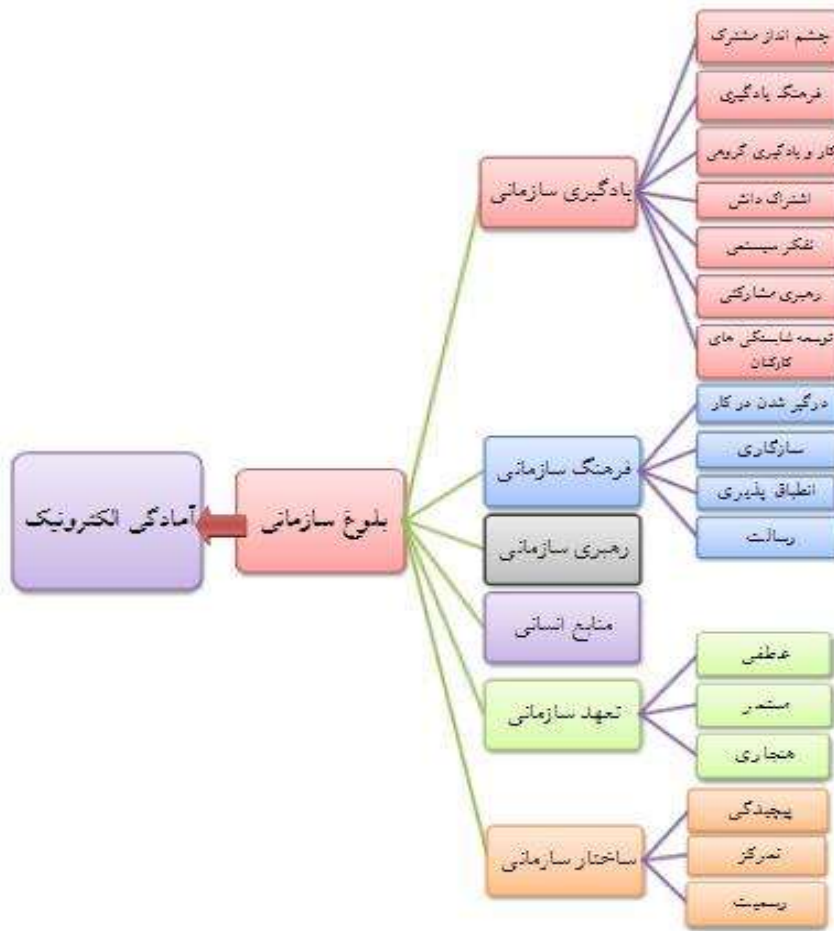 چشم انداز مشترک
فرهنگ یادگیری
کار و یادگیری گروهی
یادگیری سازمانی
اشتراک دانش
تفکر سیستمی
رهبری مشارکتی
توسعه شایستگی های
کارکنان
درگیر شدن در کار
فرهنگ سازمانی
سازگاری
انطباق پذیری
رسالت
بلوغ سازمانی
آمادگی الکترونیک
رهبری سازمانی
منابع انسانی
عاطفی
تعهد سازمانی
مستمر
هنجاری
پیچیدگی
ساختار سازمانی
تمرکز
رسمیت